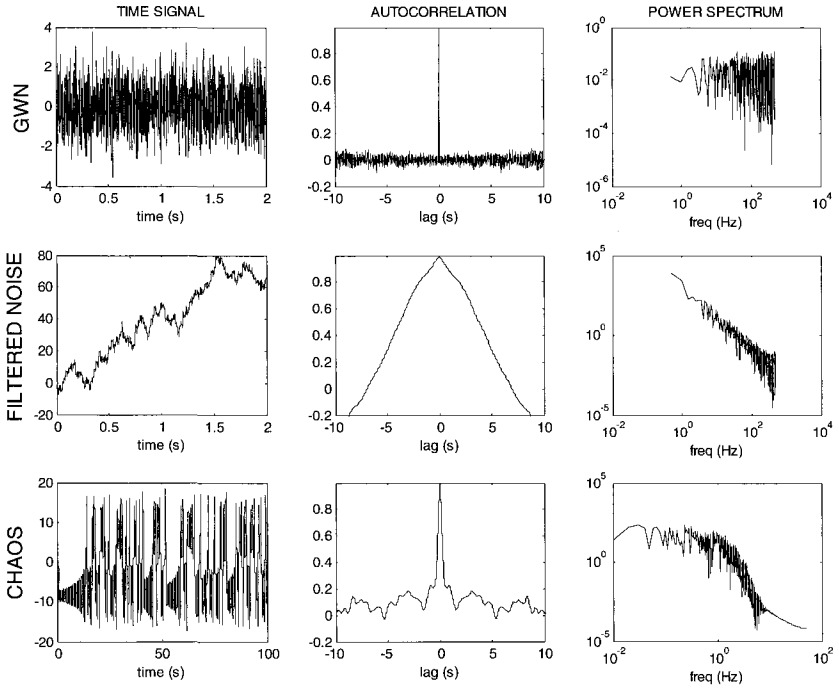 TIME SIGNAL AUTOCORRELATION POWER SPECTRUM
GWN
4
2
0
-2
-4
0 0.5 1 1.5 2
time (s)
0.8
0.6
0.4
0.2
0
-0.2
-10 -5 0 5 10
lag (s)
10^0
10^-2
10^-4
10^-6
10^-2 10^0 10^2 10^4
freq (Hz)
FILTERED NOISE
80
60
40
20
0
-20
0 0.5 1 1.5 2
time (s)
0.8
0.6
0.4
0.2
0
-0.2
-10 -5 0 5 10
lag (s)
10^5
10^0
10^-5
10^-2 10^0 10^2 10^4
freq (Hz)
CHAOS
20
10
0
-10
-20
0 50 100
time (s)
0.8
0.6
0.4
0.2
0
-0.2
-10 -5 0 5 10
lag (s)
10^5
10^0
10^-5
10^-2 10^0 10^2
freq (Hz)